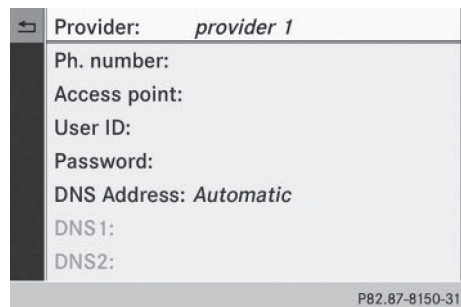 Provider: provider 1
Ph. number:
Access point:
User ID:
Password:
DNS Address: Automatic
DNS1:
DNS2:
P82.87-8150-31